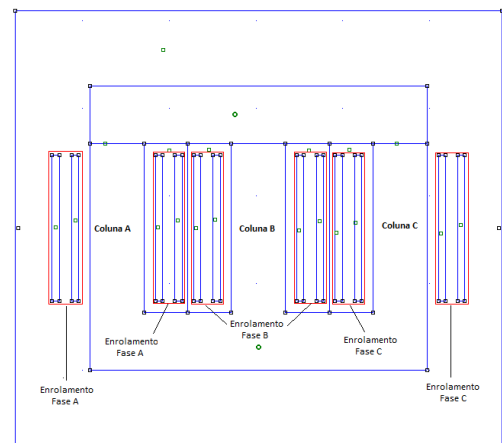 Coluna A
Coluna B
Coluna C
Enrolamento
Fase B
Enrolamento
Fase A
Enrolamento
Fase C
Enrolamento
Fase A
Enrolamento
Fase C